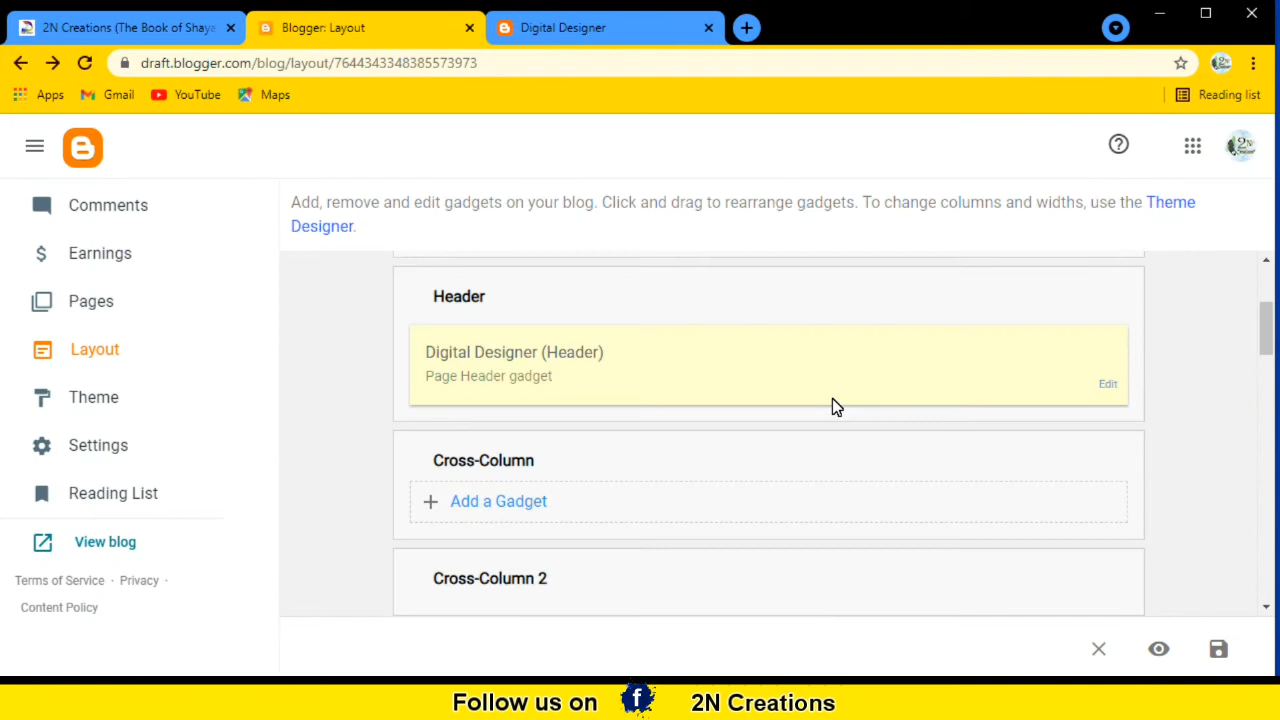 2N Creations (The Book of Shaya
Blogger: Layout
Digital Designer
draft.blogger.com/blog/layout/7644343348385573973
Apps
Gmail
YouTube
Maps
Reading list
Comments
Earnings
Pages
Layout
Theme
Settings
Reading List
View blog
Terms of Service · Privacy ·
Content Policy
Add, remove and edit gadgets on your blog. Click and drag to rearrange gadgets. To change columns and widths, use the Theme
Designer.
Header
Digital Designer (Header)
Page Header gadget
Edit
Cross-Column
+ Add a Gadget
Cross-Column 2
Follow us on f 2N Creations